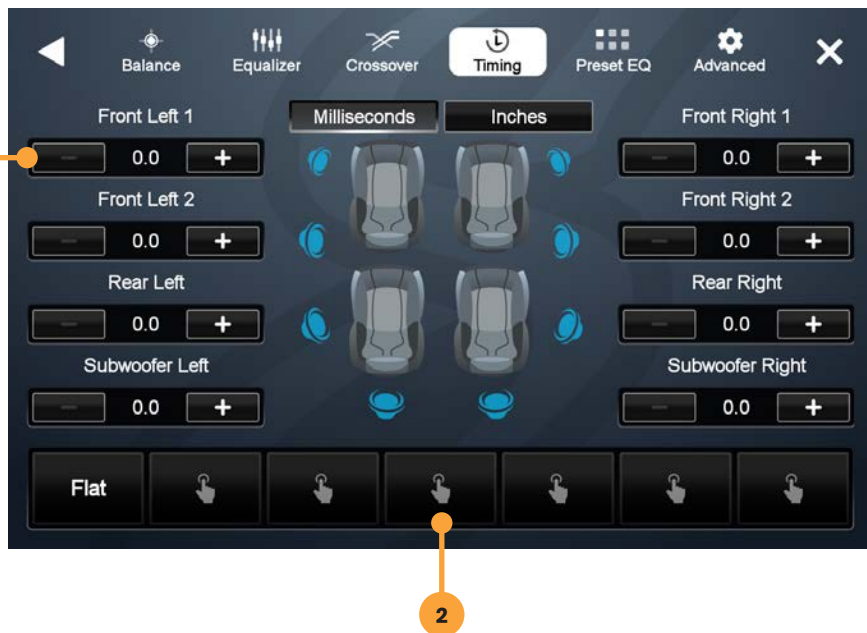 Balance Equalizer Crossover Timing Preset EQ Advanced
Front Left 1 Milliseconds Inches Front Right 1
0.0 + 0.0 +
Front Left 2 Front Right 2
0.0 + 0.0 +
Rear Left Rear Right
0.0 + 0.0 +
Subwoofer Left Subwoofer Right
0.0 + 0.0 +
Flat
2